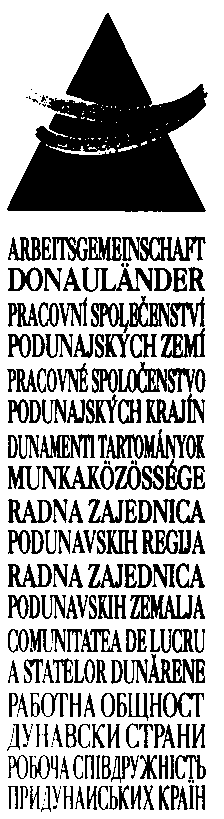 ARBEITSGEMEINSCHAFT
DONAULÄNDER
PRACOVNÍ SPOLEČENSTVÍ
PODUNAJSKÝCH ZEMÍ
PRACOVNÉ SPOLOČENSTVO
PODUNAJSKÝCH KRAJÍN
DUNAMENTI TARTOMÁNYOK
MUNKAKÖZÖSSÉGE
RADNA ZAJEDNICA
PODUNAVSKIH REGIJA
RADNA ZAJEDNICA
PODUNAVSKIH ZEMALJA
COMUNITATEA DE LUCRU
A STATELOR DUNĂRENE
РАБОТНА ОБЩНОСТ
ДУНАВСКИ СТРАНИ
РОБОЧА СПІВДРУЖНІСТЬ
ПРИДУНАЙСЬКИХ КРАЇН